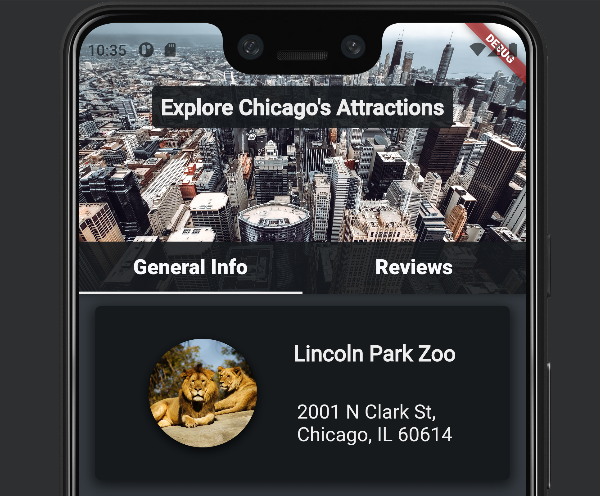 10:35
DEBUG
Explore Chicago's Attractions
General Info
Reviews
Lincoln Park Zoo
2001 N Clark St,
Chicago, IL 60614